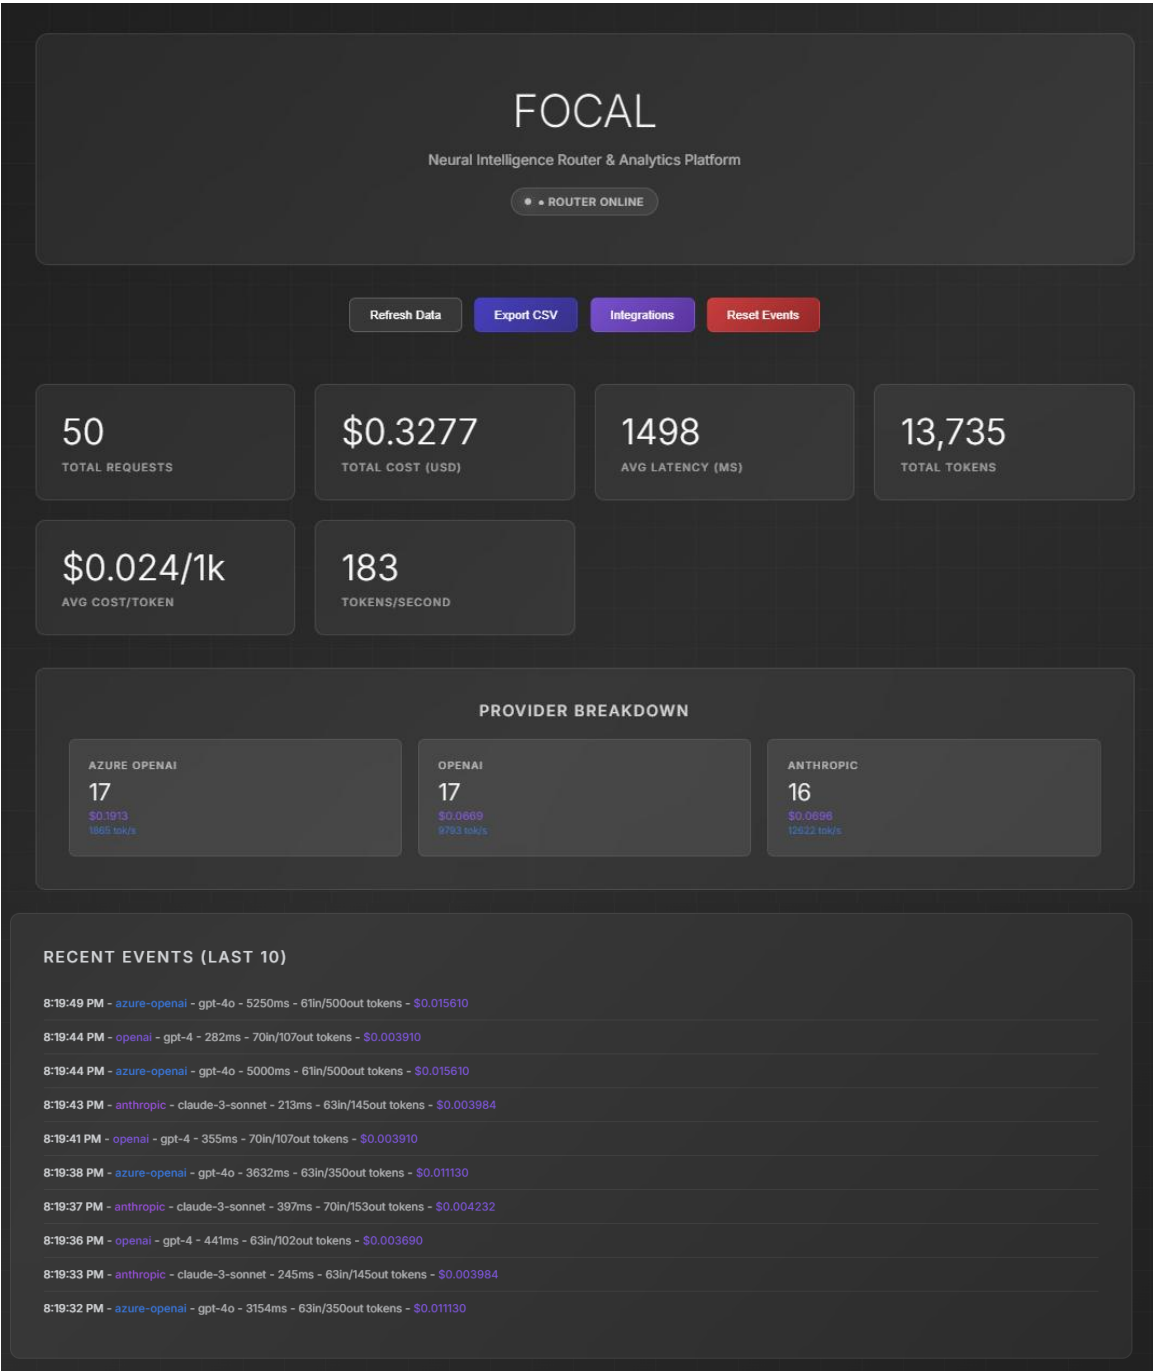 FOCAL
Neural Intelligence Router & Analytics Platform
● ROUTER ONLINE
Refresh Data
Export CSV
Integrations
Reset Events
50
TOTAL REQUESTS
$0.3277
TOTAL COST (USD)
1498
AVG LATENCY (MS)
13,735
TOTAL TOKENS
$0.024/1k
AVG COST/TOKEN
183
TOKENS/SECOND
PROVIDER BREAKDOWN
AZURE OPENAI
17
$0.1913
1865 tok/s
OPENAI
17
$0.0669
9793 tok/s
ANTHROPIC
16
$0.0696
12622 tok/s
RECENT EVENTS (LAST 10)
8:19:49 PM - azure-openai - gpt-4o - 5250ms - 61in/500out tokens - $0.015610
8:19:44 PM - openai - gpt-4 - 282ms - 70in/107out tokens - $0.003910
8:19:44 PM - azure-openai - gpt-4o - 5000ms - 61in/500out tokens - $0.015610
8:19:43 PM - anthropic - claude-3-sonnet - 213ms - 63in/145out tokens - $0.003984
8:19:41 PM - openai - gpt-4 - 355ms - 70in/107out tokens - $0.003910
8:19:38 PM - azure-openai - gpt-4o - 3632ms - 63in/350out tokens - $0.011130
8:19:37 PM - anthropic - claude-3-sonnet - 397ms - 70in/153out tokens - $0.004232
8:19:36 PM - openai - gpt-4 - 441ms - 63in/102out tokens - $0.003690
8:19:33 PM - anthropic - claude-3-sonnet - 245ms - 63in/145out tokens - $0.003984
8:19:32 PM - azure-openai - gpt-4o - 3154ms - 63in/350out tokens - $0.011130